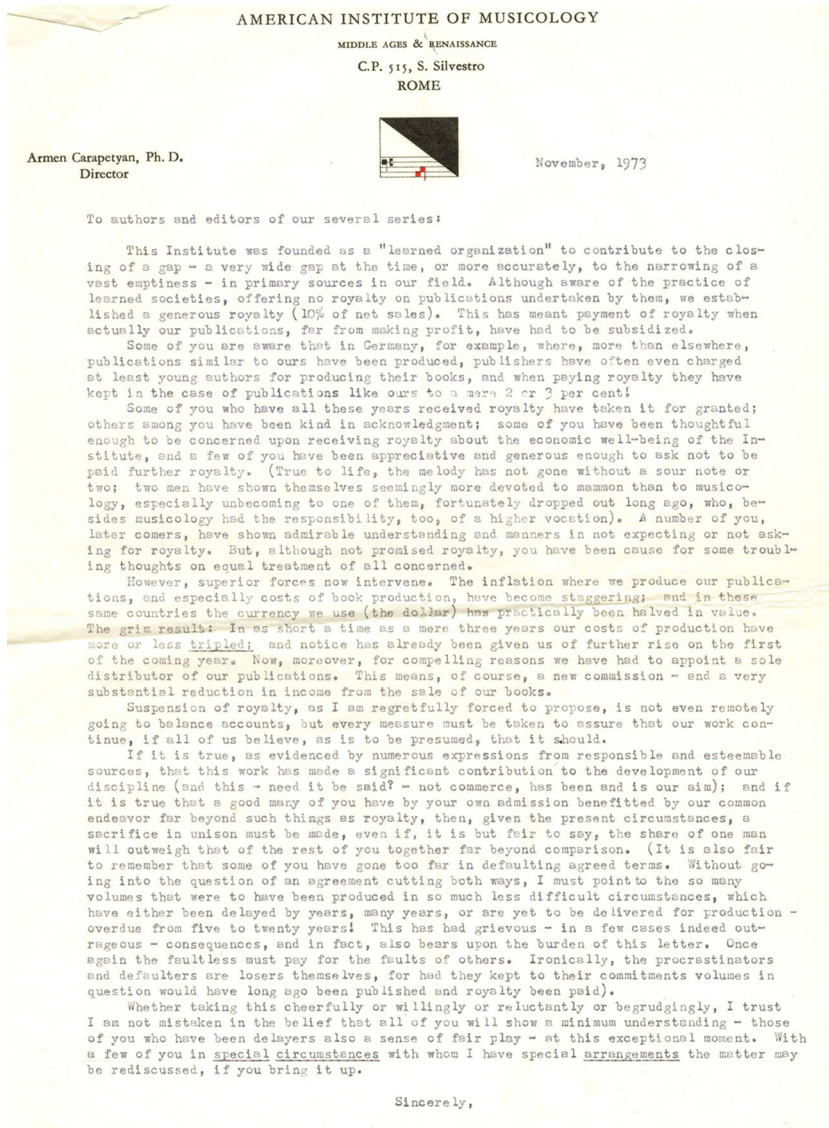 AMERICAN INSTITUTE OF MUSICOLOGY
MIDDLE AGES & RENAISSANCE
C.P. 515, S. Silvestro
ROME
Armen Carapetyan, Ph. D.
Director
November, 1973
To authors and editors of our several series:
This Institute was founded as a "learned organization" to contribute to the clos-
ing of a gap - a very wide gap at the time, or more accurately, to the narrowing of a
vast emptiness - in primary sources in our field. Although aware of the practice of
learned societies, offering no royalty on publications undertaken by them, we estab-
lished a generous royalty (10% of net sales). This has meant payment of royalty when
actually our publications, far from making profit, have had to be subsidized.
Some of you are aware that in Germany, for example, where, more than elsewhere,
publications similar to ours have been produced, publishers have often even charged
at least young authors for producing their books, and when paying royalty they have
kept in the case of publications like ours to a mere 2 or 3 per cent!
Some of you who have all these years received royalty have taken it for granted;
others among you have been kind in acknowledgment; some of you have been thoughtful
enough to be concerned upon receiving royalty about the economic well-being of the In-
stitute, and a few of you have been appreciative and generous enough to ask not to be
paid further royalty. (True to life, the melody has not gone without a sour note or
two; two men have shown themselves seemingly more devoted to mammon than to musico-
logy, especially unbecoming to one of them, fortunately dropped out long ago, who, be-
sides musicology had the responsibility, too, of a higher vocation). A number of you,
later comers, have shown admirable understanding and manners in not expecting or not ask-
ing for royalty. But, although not promised royalty, you have been cause for some troubl-
ing thoughts on equal treatment of all concerned.
However, superior forces now intervene. The inflation where we produce our publica-
tions, and especially costs of book production, have become staggering; and in these
same countries the currency we use (the dollar) has practically been halved in value.
The grim result: In as short a time as a mere three years our costs of production have
more or less tripled; and notice has already been given us of further rise on the first
of the coming year. Now, moreover, for compelling reasons we have had to appoint a sole
distributor of our publications. This means, of course, a new commission - and a very
substantial reduction in income from the sale of our books.
Suspension of royalty, as I am regretfully forced to propose, is not even remotely
going to balance accounts, but every measure must be taken to assure that our work con-
tinue, if all of us believe, as is to be presumed, that it should.
If it is true, as evidenced by numerous expressions from responsible and esteemable
sources, that this work has made a significant contribution to the development of our
discipline (and this - need it be said? - not commerce, has been and is our aim); and if
it is true that a good many of you have by your own admission benefitted by our common
endeavor far beyond such things as royalty, then, given the present circumstances, a
sacrifice in unison must be made, even if, it is but fair to say, the share of one man
will outweigh that of the rest of you together far beyond comparison. (It is also fair
to remember that some of you have gone too far in defaulting agreed terms. Without go-
ing into the question of an agreement cutting both ways, I must point to the so many
volumes that were to have been produced in so much less difficult circumstances, which
have either been delayed by years, many years, or are yet to be delivered for production -
overdue from five to twenty years! This has had grievous - in a few cases indeed out-
rageous - consequences, and in fact, also bears upon the burden of this letter. Once
again the faultless must pay for the faults of others. Ironically, the procrastinators
and defaulters are losers themselves, for had they kept to their commitments volumes in
question would have long ago been published and royalty been paid).
Whether taking this cheerfully or willingly or reluctantly or begrudgingly, I trust
I am not mistaken in the belief that all of you will show a minimum understanding - those
of you who have been delayers also a sense of fair play - at this exceptional moment. With
a few of you in special circumstances with whom I have special arrangements the matter may
be rediscussed, if you bring it up.
Sincerely,